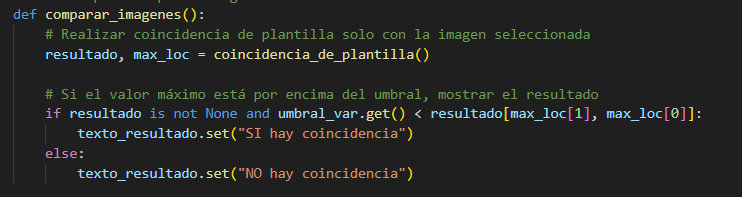 def comparar_imagenes():
    # Realizar coincidencia de plantilla solo con la imagen seleccionada
    resultado, max_loc = coincidencia_de_plantilla()

    # Si el valor máximo está por encima del umbral, mostrar el resultado
    if resultado is not None and umbral_var.get() < resultado[max_loc[1], max_loc[0]]:
        texto_resultado.set("SI hay coincidencia")
    else:
        texto_resultado.set("NO hay coincidencia")